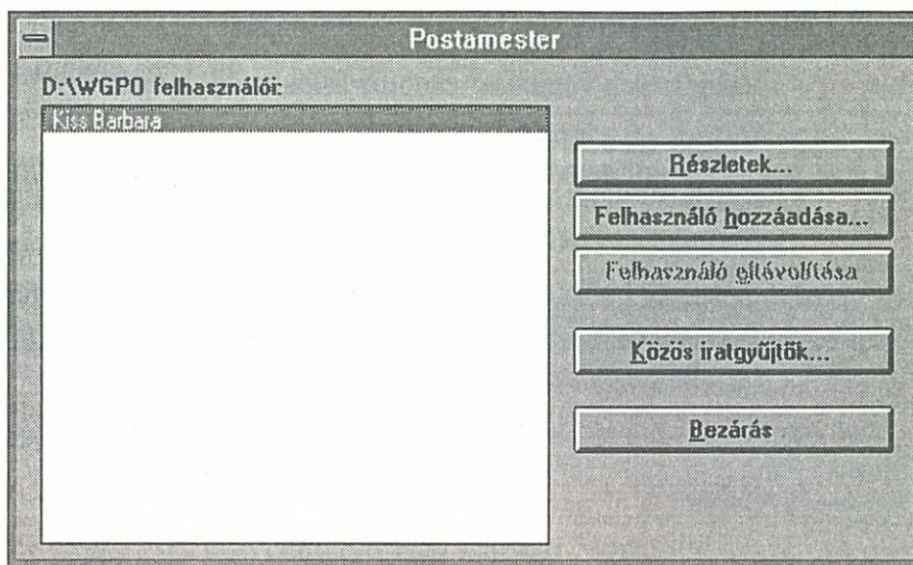 Postamester
D:\WGPO felhasználói:
Kiss Barbara
Részletek...
Felhasználó hozzáadása...
Felhasználó eltávolítása
Közös iratgyűjtők...
Bezárás